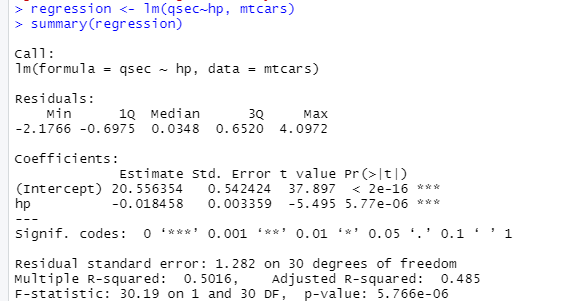 > regression <- lm(qsec~hp, mtcars)
> summary(regression)
Call:
lm(formula = qsec ~ hp, data = mtcars)
Residuals:
    Min      1Q  Median      3Q     Max
-2.1766 -0.6975  0.0348  0.6520  4.0972
Coefficients:
             Estimate Std. Error t value Pr(>|t|)
(Intercept) 20.556354   0.542424  37.897  < 2e-16 ***
hp          -0.018458   0.003359  -5.495 5.77e-06 ***
---
Signif. codes:  0 ‘***’ 0.001 ‘**’ 0.01 ‘*’ 0.05 ‘.’ 0.1 ‘ ’ 1
Residual standard error: 1.282 on 30 degrees of freedom
Multiple R-squared:  0.5016,	Adjusted R-squared:  0.485
F-statistic: 30.19 on 1 and 30 DF,  p-value: 5.766e-06